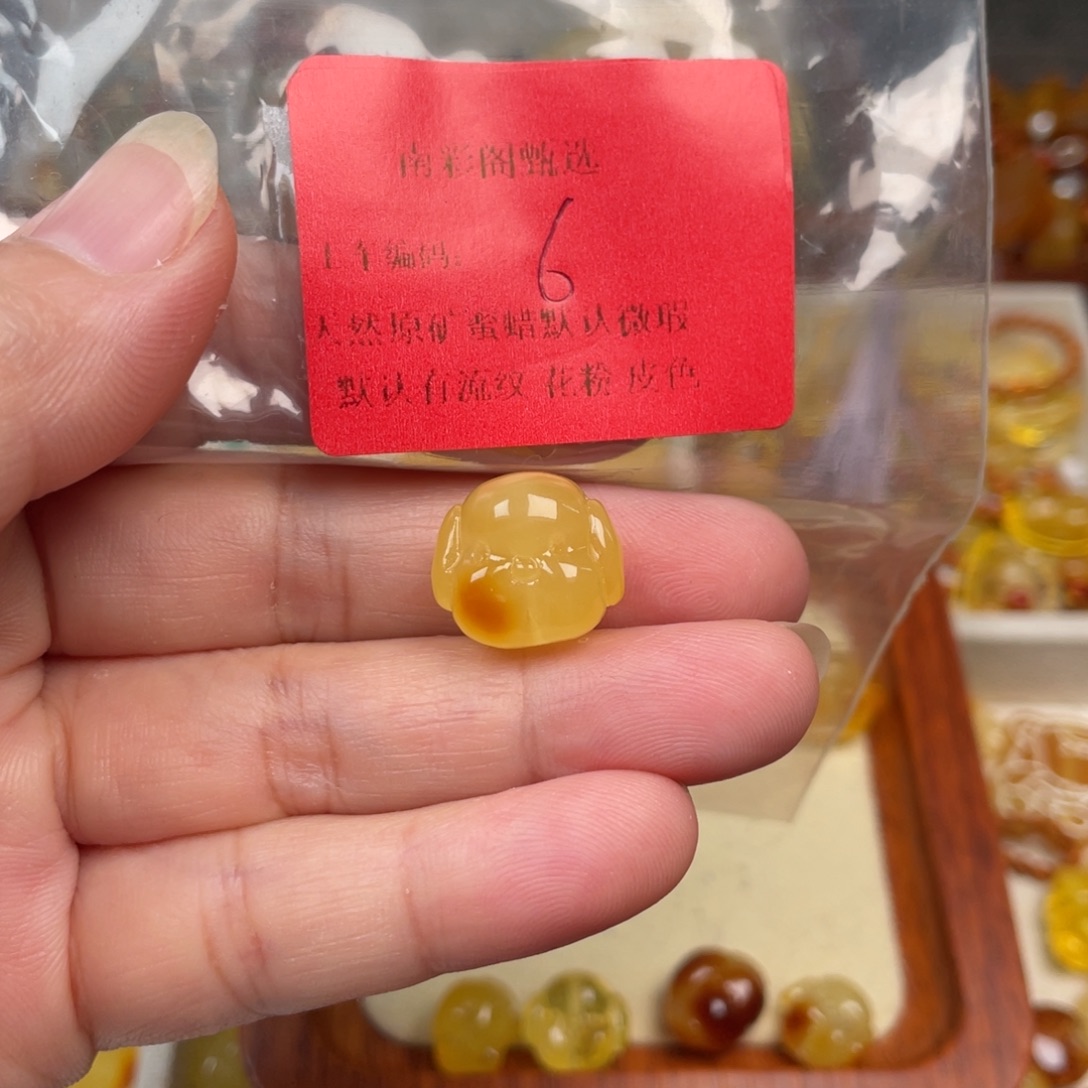 南彩阁甄选
上车编码:
6
天然原矿 蜜蜡默认微瑕
默认有流纹 花粉 皮色